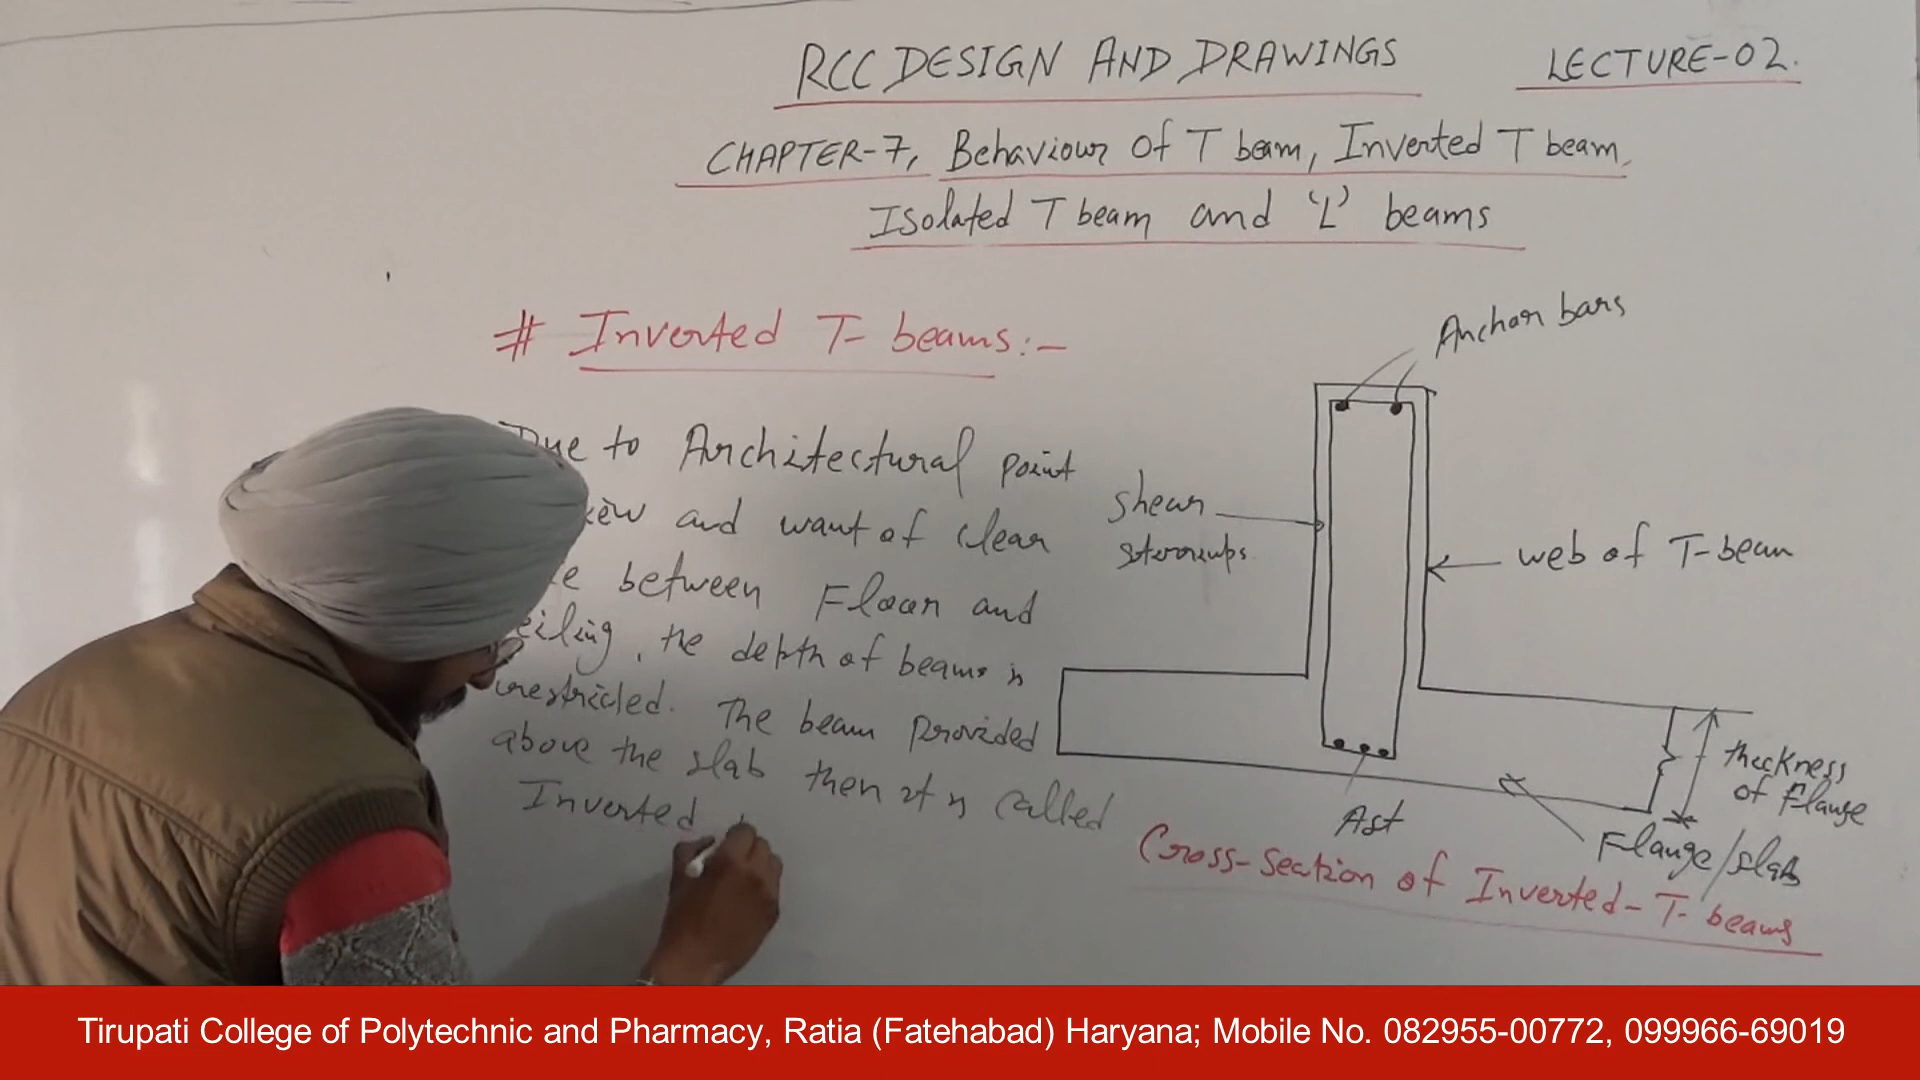 RCC DESIGN AND DRAWINGS
LECTURE-02.
CHAPTER-7, Behaviour Of T beam, Inverted T beam,
Isolated T beam and 'L' beams
# Inverted T- beams:-
Due to Architectural point
and want of clear
between Floor and
eiling, the depth of beams is
restricted. The beam provided
above the slab then it is called
Inverted
Anchor bars
shear
stirrups.
web of T-beam
thickness
of flange
Ast
Flange/slab
Cross-section of Inverted-T-beams
Tirupati College of Polytechnic and Pharmacy, Ratia (Fatehabad) Haryana; Mobile No. 082955-00772, 099966-69019